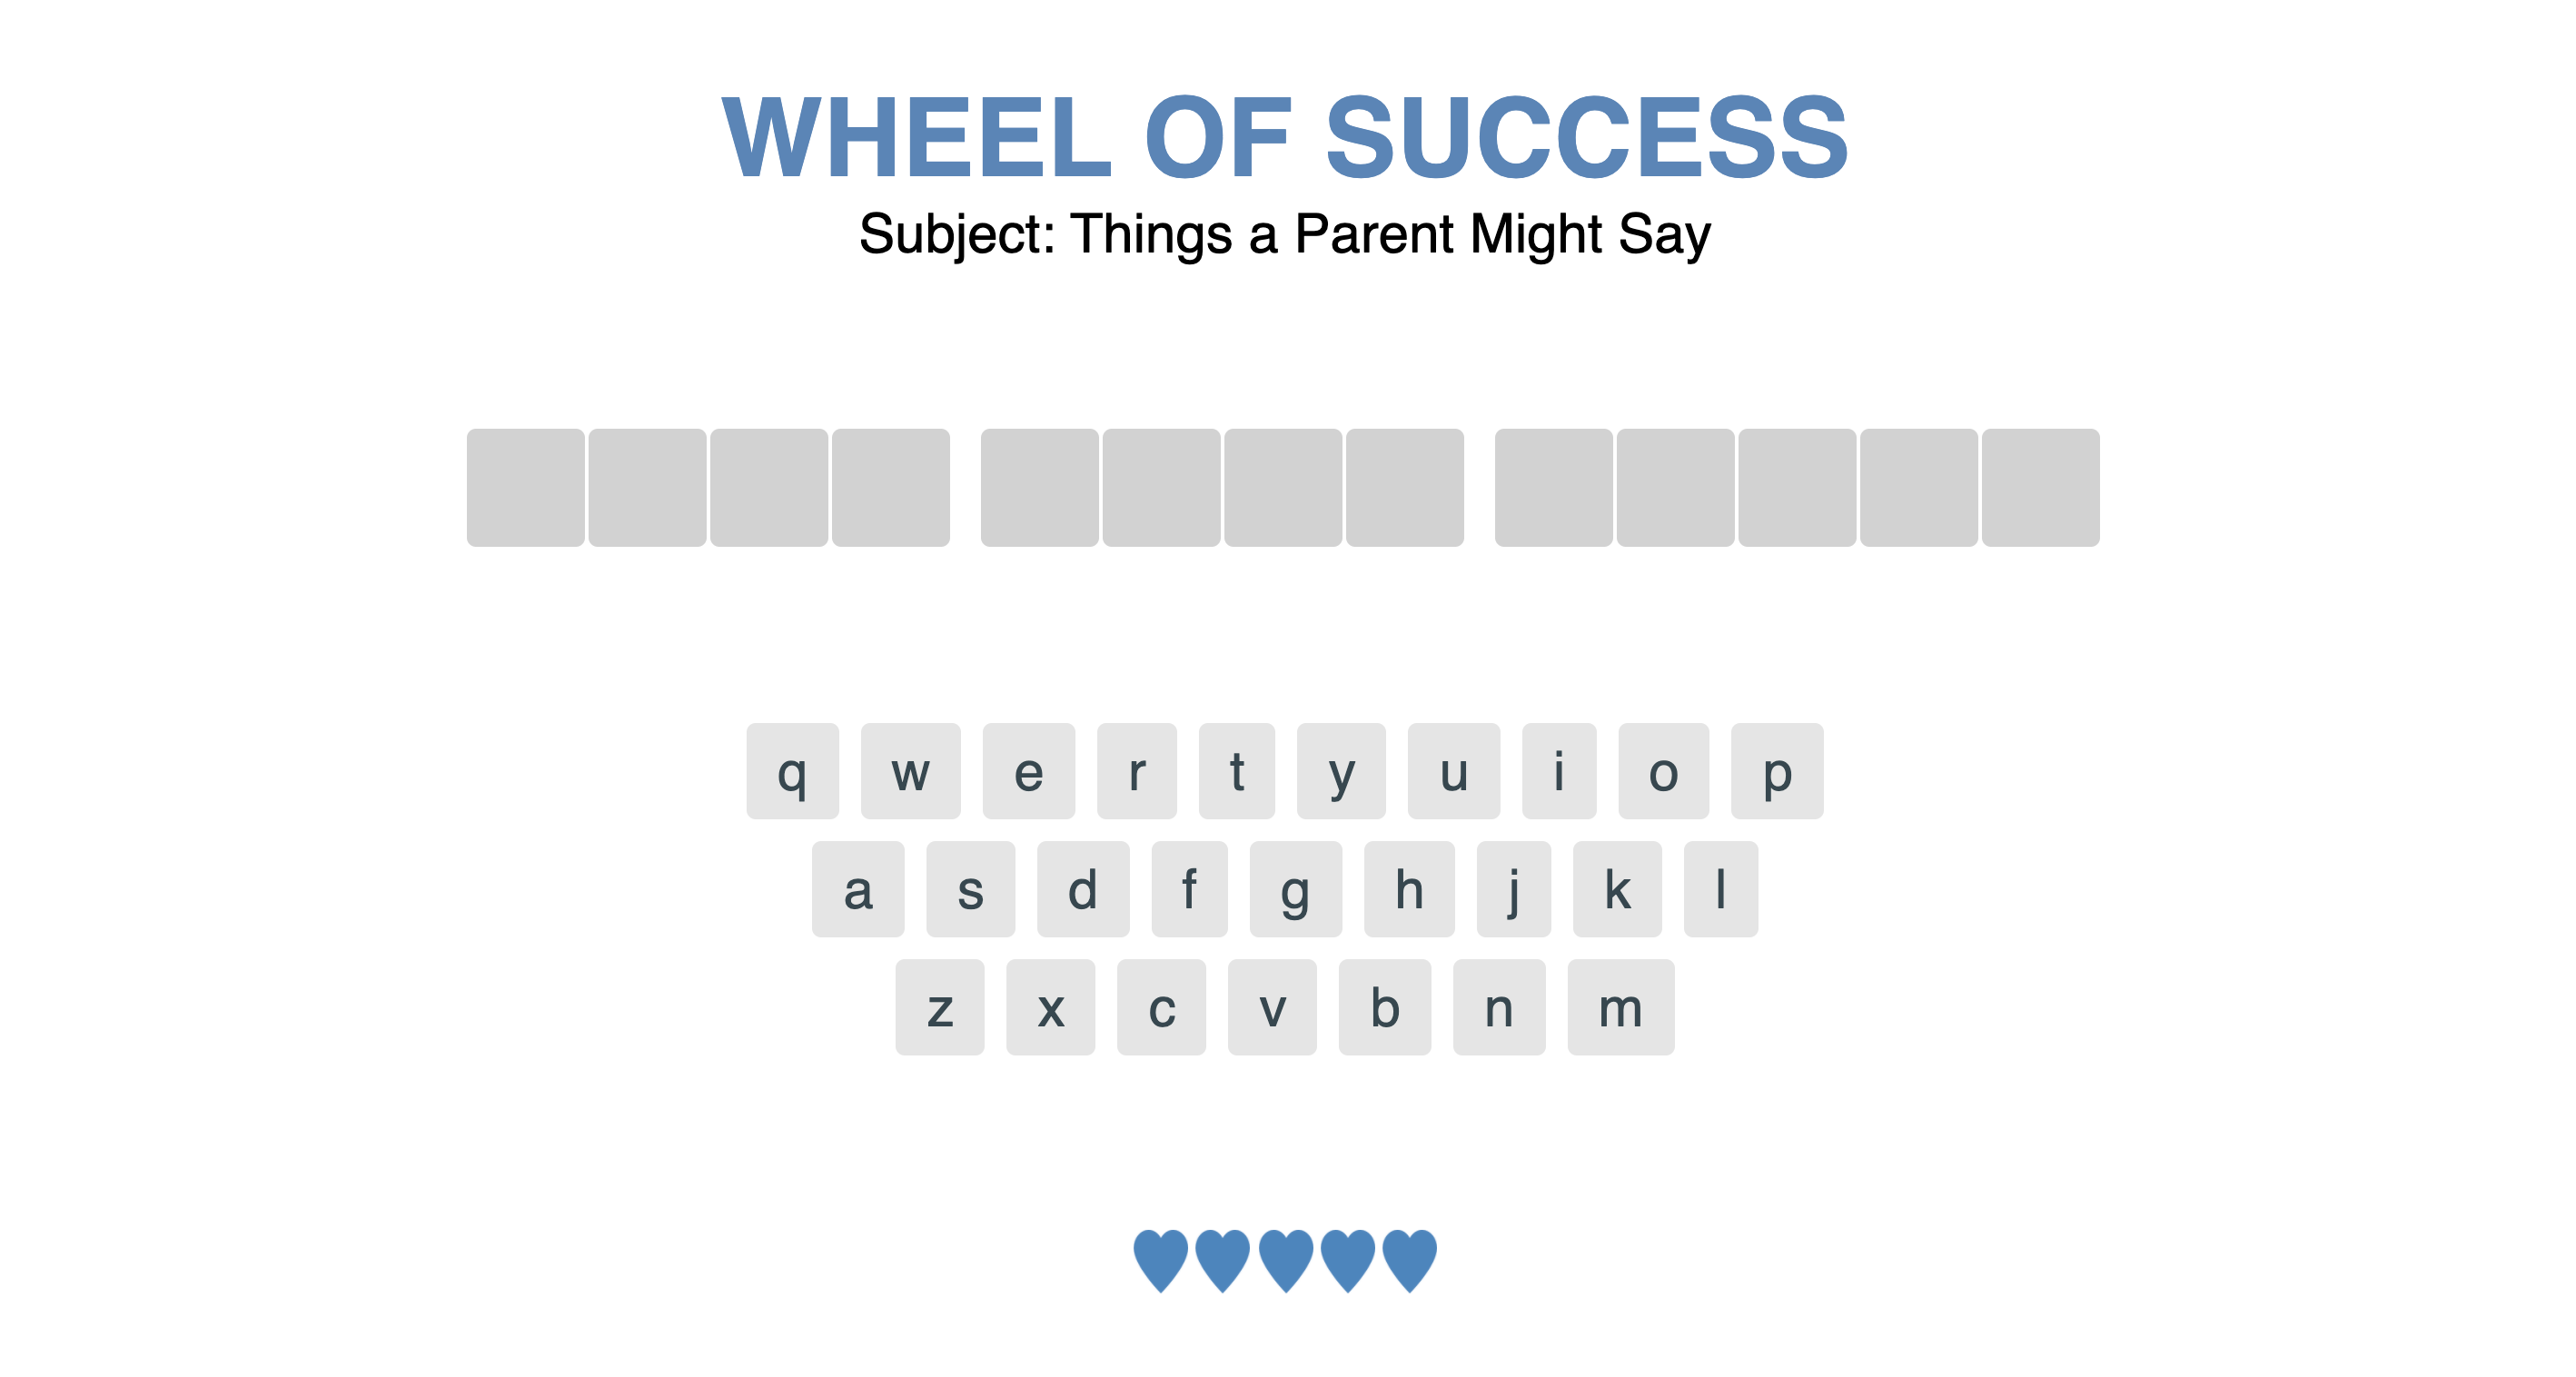 WHEEL OF SUCCESS
Subject: Things a Parent Might Say
q w e r t y u i o p
a s d f g h j k l
z x c v b n m